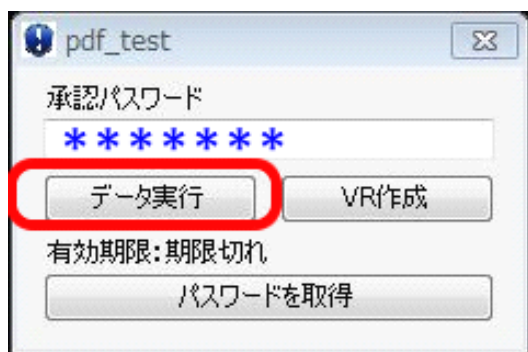 pdf_test
承認パスワード
*******
データ実行 VR作成
有効期限:期限切れ
パスワードを取得